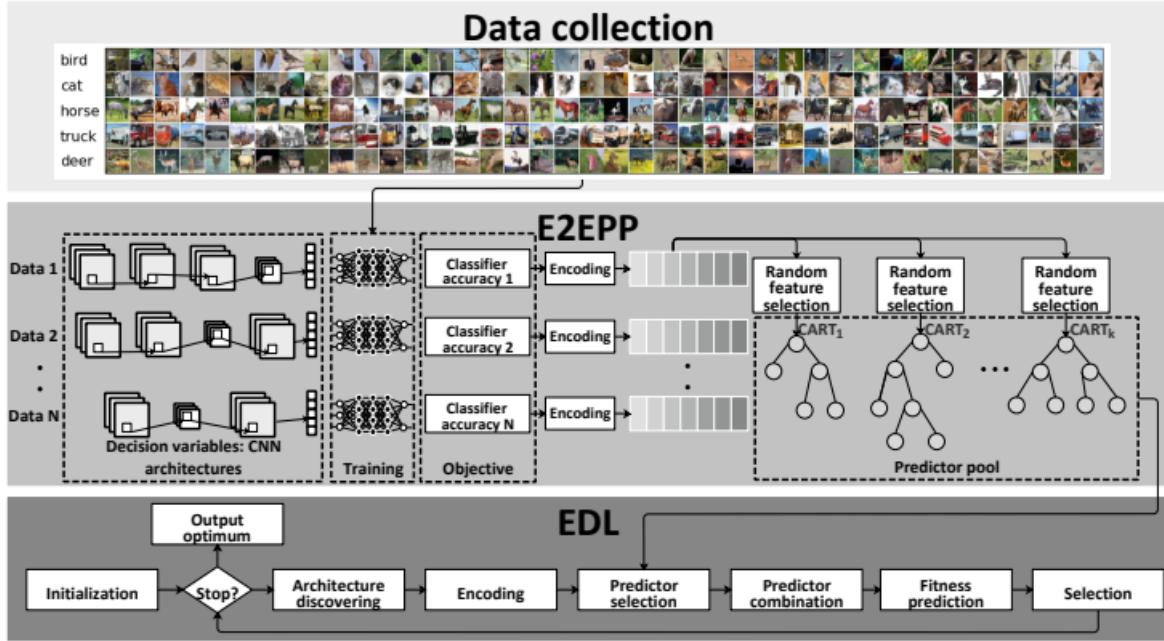 Data collection
bird
cat
horse
truck
deer
E2EPP
Data 1
Classifier
accuracy 1
Encoding
Random
feature
selection
Random
feature
selection
Random
feature
selection
Data 2
Classifier
accuracy 2
Encoding
CART1
CART2
CARTk
Data N
Classifier
accuracy N
Encoding
Decision variables: CNN
architectures
Training
Objective
Predictor pool
EDL
Output
optimum
Initialization
Stop?
Architecture
discovering
Encoding
Predictor
selection
Predictor
combination
Fitness
prediction
Selection